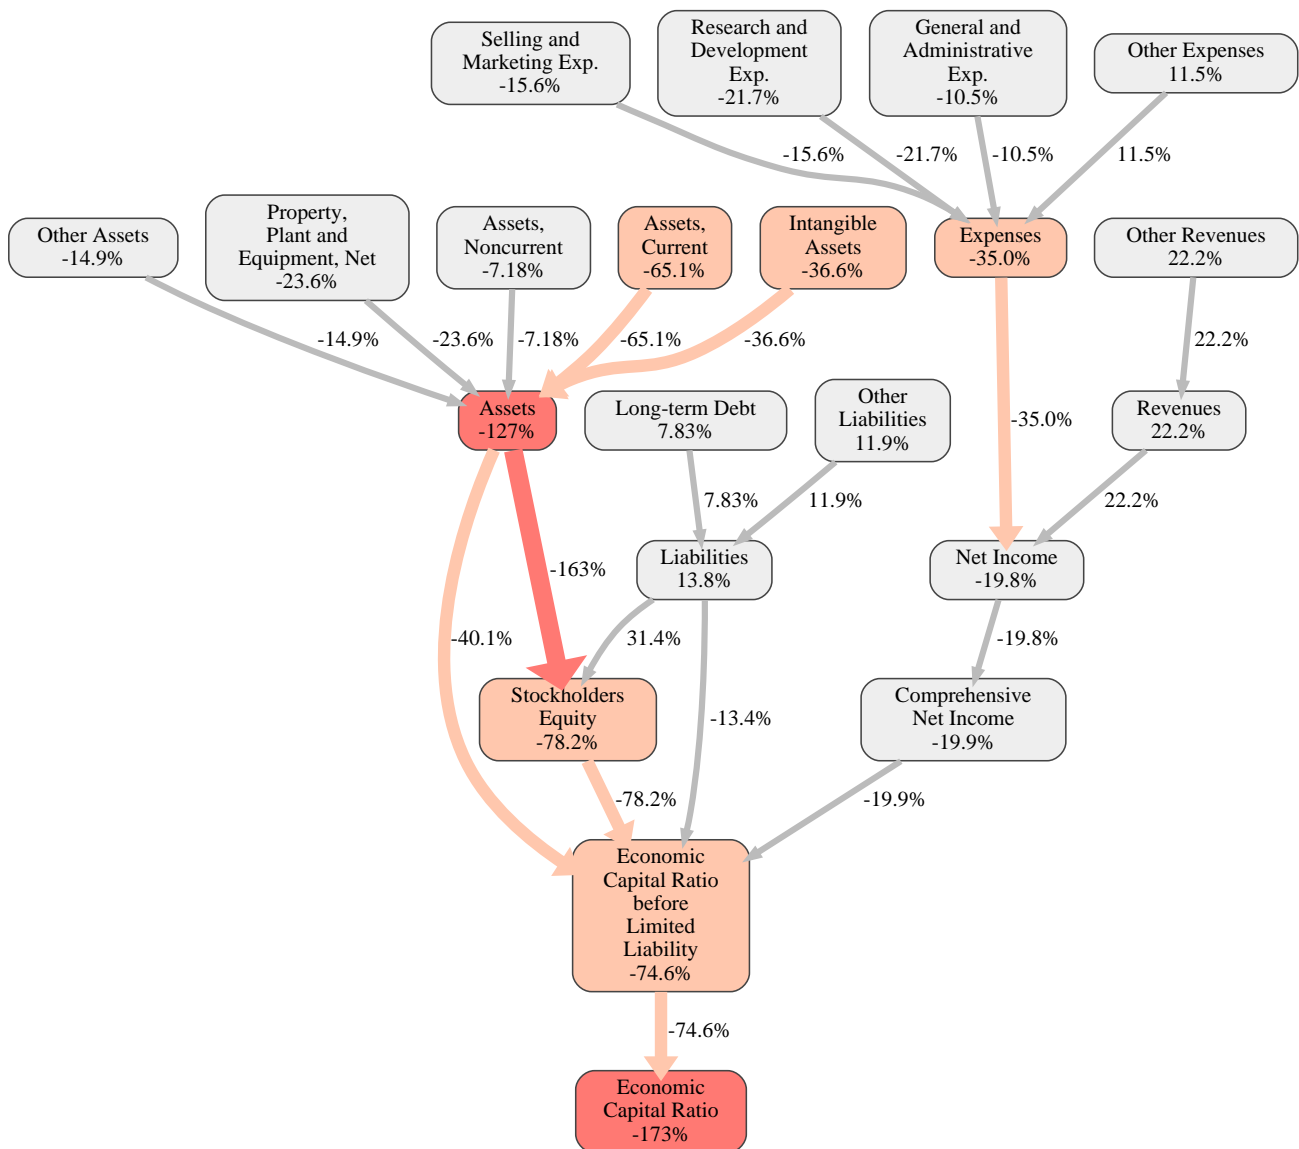 Selling and
Marketing Exp.
-15.6%
Research and
Development
Exp.
-21.7%
General and
Administrative
Exp.
-10.5%
Other Expenses
11.5%
-15.6%
-21.7%
-10.5%
11.5%
Other Assets
-14.9%
Property,
Plant and
Equipment, Net
-23.6%
Assets,
Noncurrent
-7.18%
Assets,
Current
-65.1%
Intangible
Assets
-36.6%
Expenses
-35.0%
Other Revenues
22.2%
-14.9%
-23.6%
-7.18%
-65.1%
-36.6%
22.2%
Assets
-127%
Long-term Debt
7.83%
Other
Liabilities
11.9%
-35.0%
Revenues
22.2%
7.83%
11.9%
22.2%
-163%
Liabilities
13.8%
Net Income
-19.8%
-40.1%
31.4%
-19.8%
Stockholders
Equity
-78.2%
-13.4%
Comprehensive
Net Income
-19.9%
-78.2%
-19.9%
Economic
Capital Ratio
before
Limited
Liability
-74.6%
-74.6%
Economic
Capital Ratio
-173%